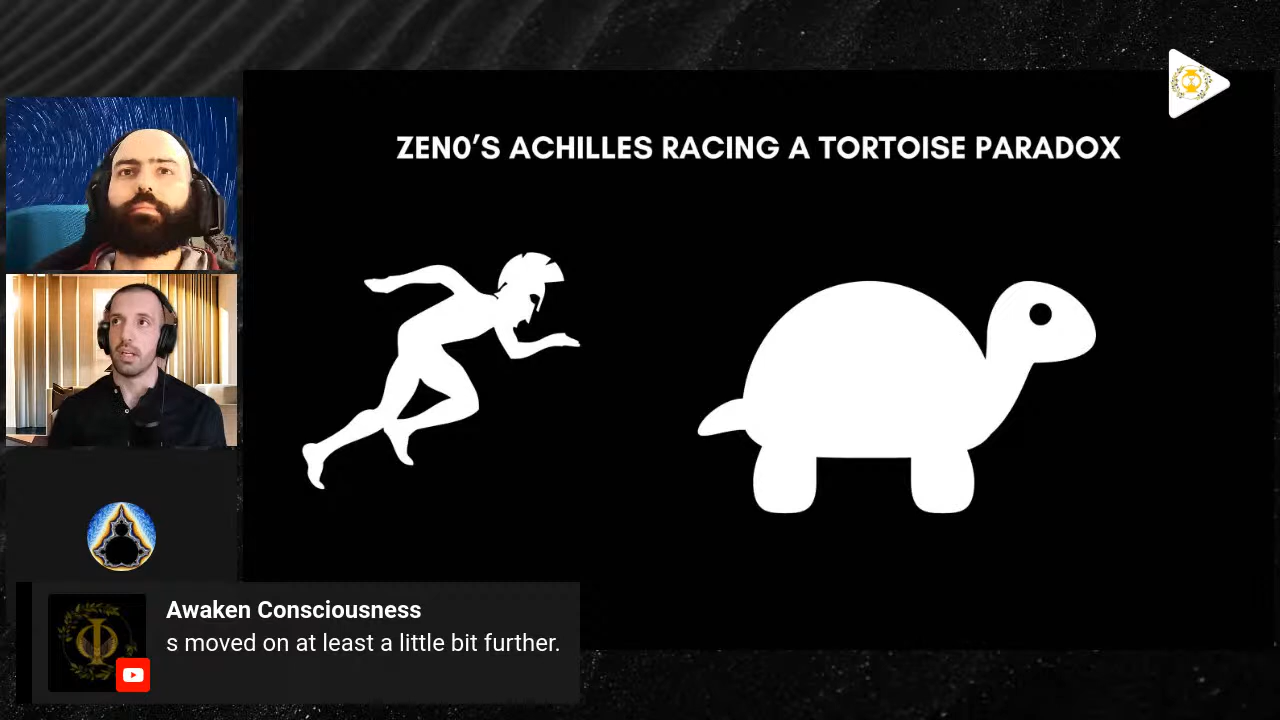 ZEN0'S ACHILLES RACING A TORTOISE PARADOX
Awaken Consciousness
s moved on at least a little bit further.